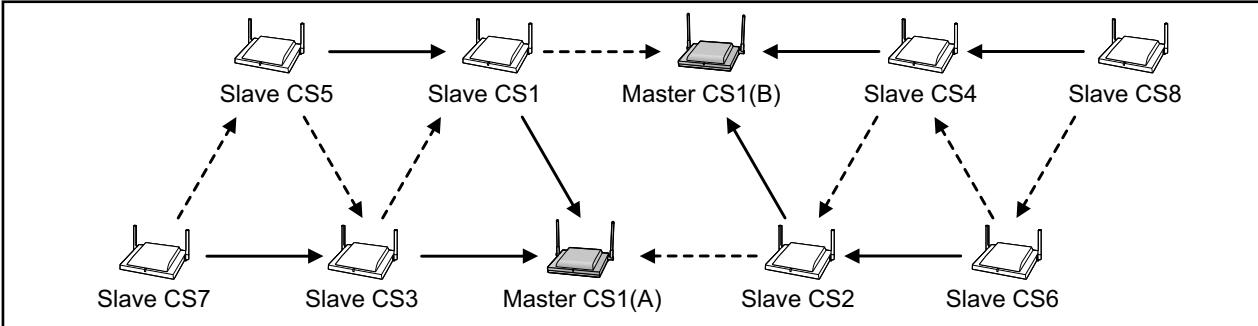 Slave CS5
Slave CS1
Master CS1(B)
Slave CS4
Slave CS8
Slave CS7
Slave CS3
Master CS1(A)
Slave CS2
Slave CS6